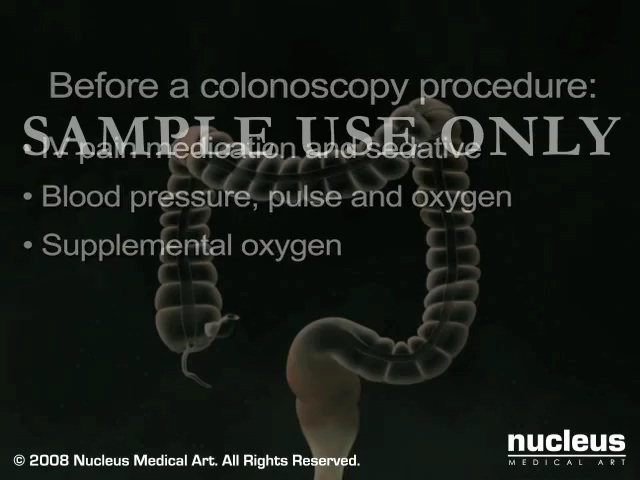 Before a colonoscopy procedure:
SAMPLE USE ONLY
• IV pain medication and sedative
• Blood pressure, pulse and oxygen
• Supplemental oxygen
nucleus
MEDICAL ART
© 2008 Nucleus Medical Art. All Rights Reserved.